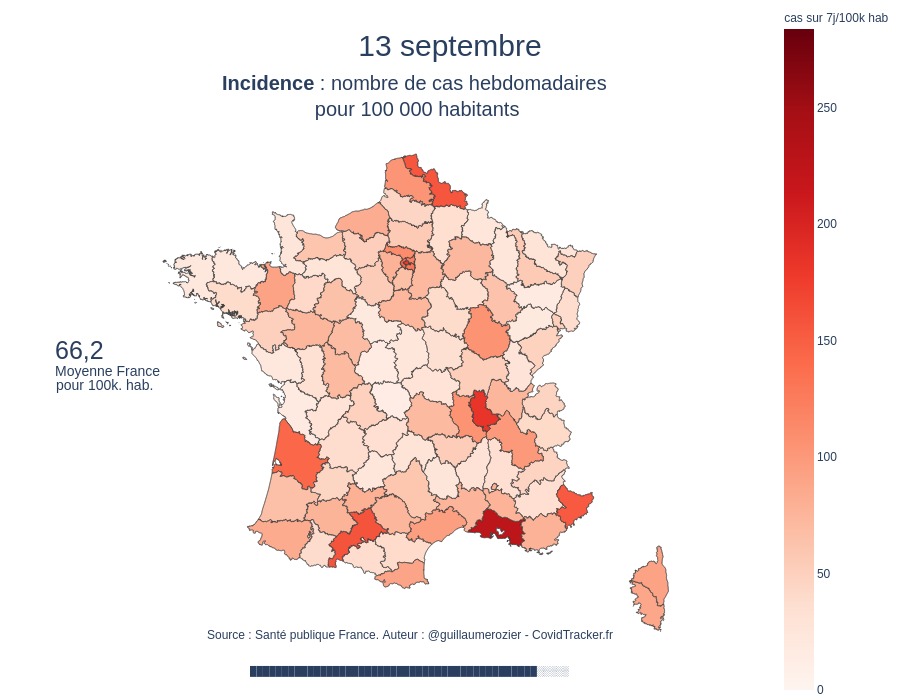 cas sur 7j/100k hab
13 septembre
Incidence : nombre de cas hebdomadaires
pour 100 000 habitants
250
200
150
100
50
0
66,2
Moyenne France
pour 100k. hab.
Source : Santé publique France. Auteur : @guillaumerozier - CovidTracker.fr